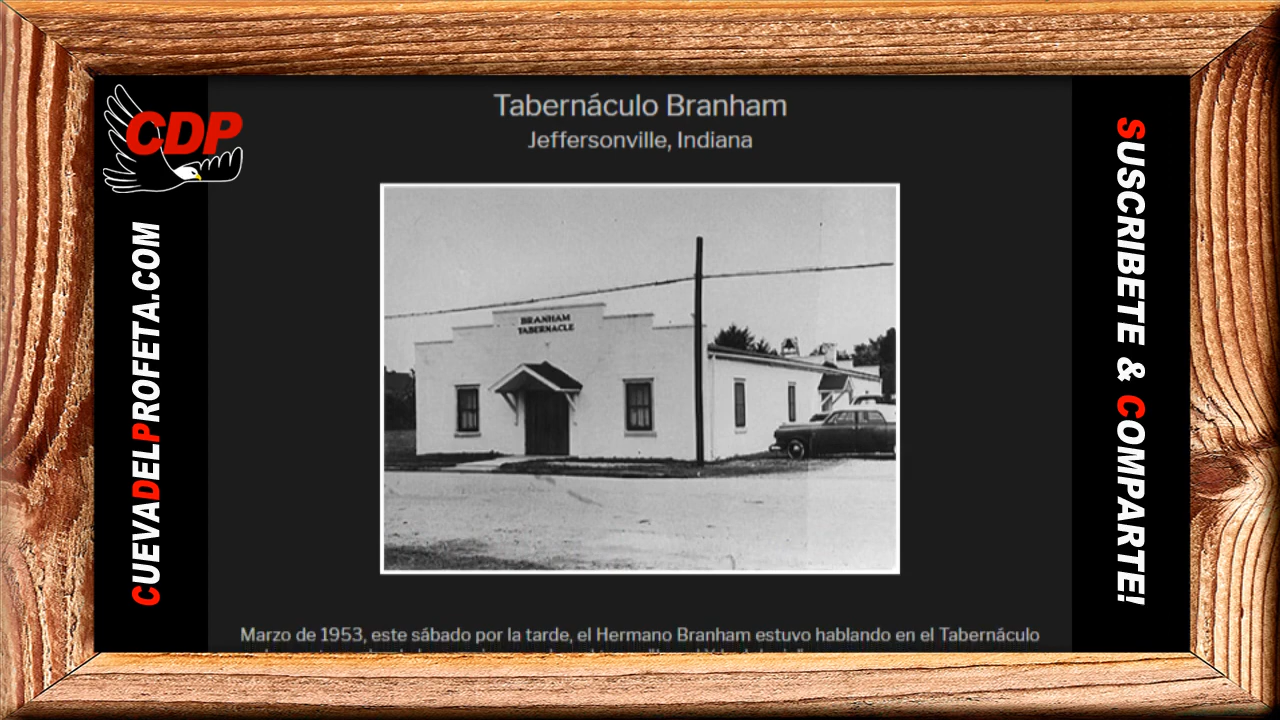 Tabernáculo Branham
Jeffersonville, Indiana
CDP
CUEVADELPROFETA.COM
BRANHAM
TABERNACLE
SUSCRIBETE & COMPARTE!
Marzo de 1953, este sábado por la tarde, el Hermano Branham estuvo hablando en el Tabernáculo